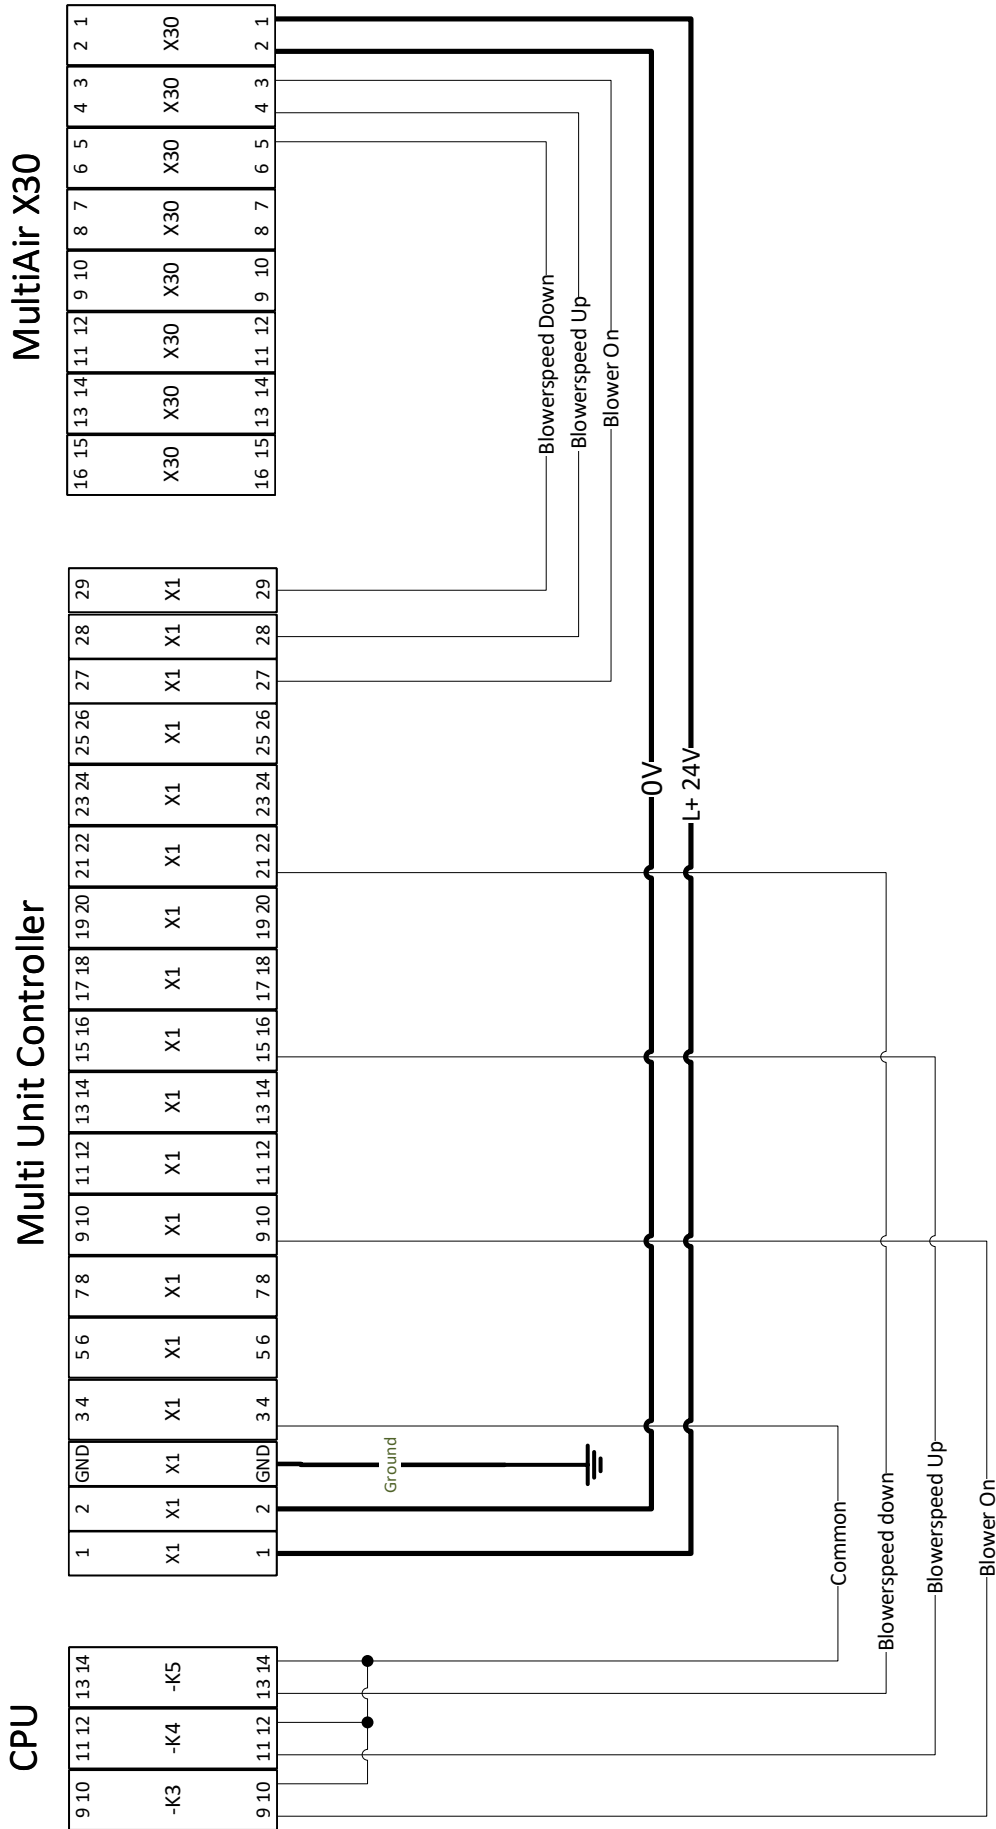 CPU
9 10 11 12 13 14
-K3 -K4 -K5
9 10 11 12 13 14
Multi Unit Controller
1 2 GND 3 4 5 6 7 8 9 10 11 12 13 14 15 16 17 18 19 20 21 22 23 24 25 26 27 28 29
X1 X1 X1 X1 X1 X1 X1 X1 X1 X1 X1 X1 X1 X1 X1 X1 X1 X1
1 2 GND 3 4 5 6 7 8 9 10 11 12 13 14 15 16 17 18 19 20 21 22 23 24 25 26 27 28 29
MultiAir X30
16 15 13 14 11 12 9 10 8 7 6 5 4 3 2 1
X30 X30 X30 X30 X30 X30 X30 X30
16 15 13 14 11 12 9 10 8 7 6 5 4 3 2 1
Ground
Blowerspeed Down
Blowerspeed Up
Blower On
0V
L+ 24V
Common
Blowerspeed down
Blowerspeed Up
Blower On